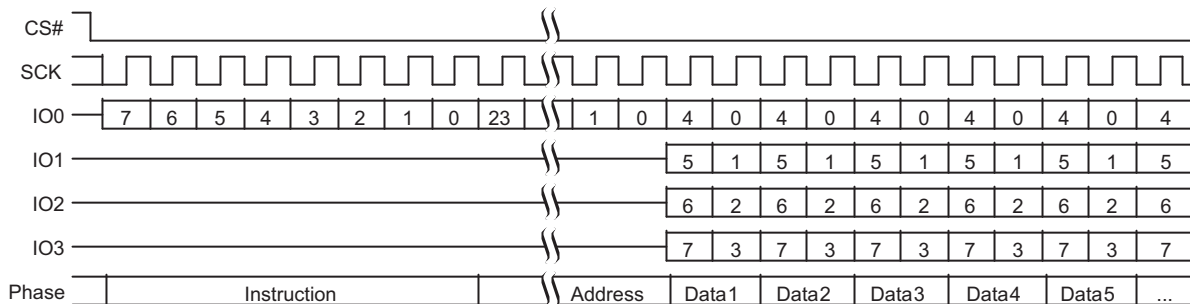 CS#
SCK
IO0 7 6 5 4 3 2 1 0 23 1 0 4 0 4 0 4 0 4 0 4 0 4
IO1 5 1 5 1 5 1 5 1 5 1 5
IO2 6 2 6 2 6 2 6 2 6 2 6
IO3 7 3 7 3 7 3 7 3 7 3 7
Phase Instruction Address Data1 Data2 Data3 Data4 Data5 ...